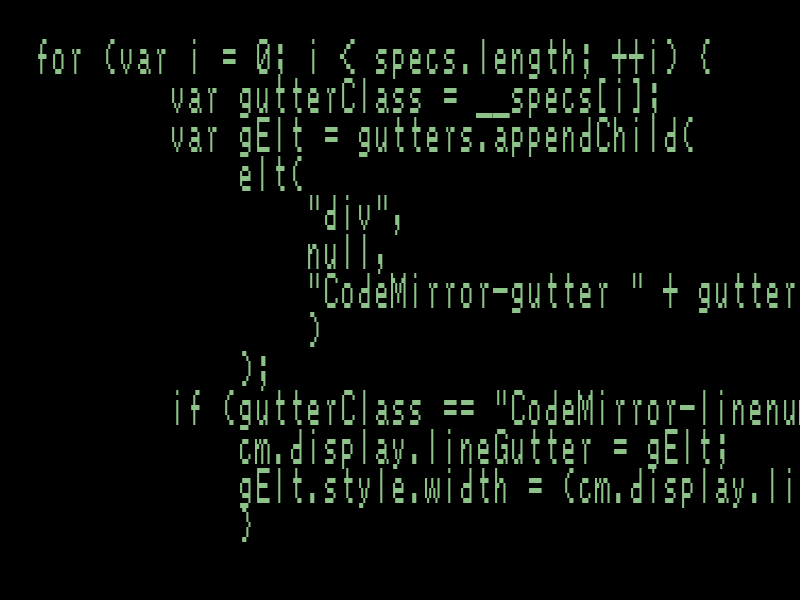 for (var i = 0; i < specs.length; ++i) {
var gutterClass = __specs[i];
var gElt = gutters.appendChild(
elt(
"div",
null,
"CodeMirror-gutter " + gutter
)
);
if (gutterClass == "CodeMirror-linenu
cm.display.lineGutter = gElt;
gElt.style.width = (cm.display.li
}